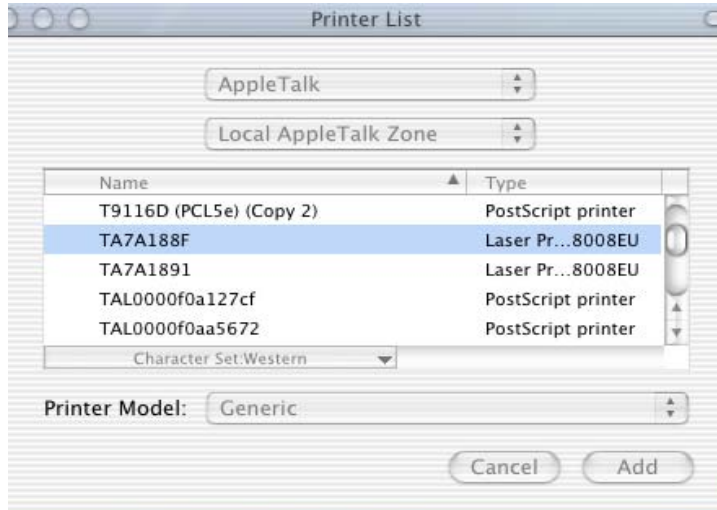 Printer List
AppleTalk
Local AppleTalk Zone
Name Type
T9116D (PCL5e) (Copy 2) PostScript printer
TA7A188F Laser Pr...8008EU
TA7A1891 Laser Pr...8008EU
TAL0000f0a127cf PostScript printer
TAL0000f0aa5672 PostScript printer
Character Set:Western
Printer Model: Generic
Cancel Add